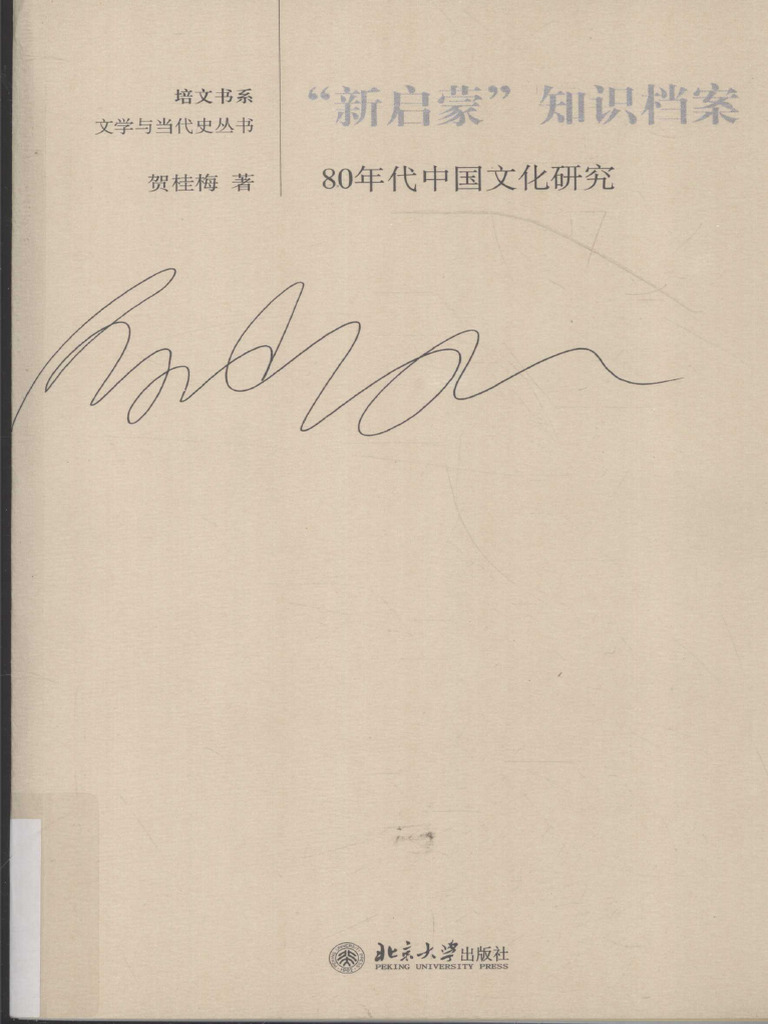 培文书系
文学与当代史丛书
贺桂梅 著
“新启蒙”知识档案
80年代中国文化研究
北京大学出版社
PEKING UNIVERSITY PRESS